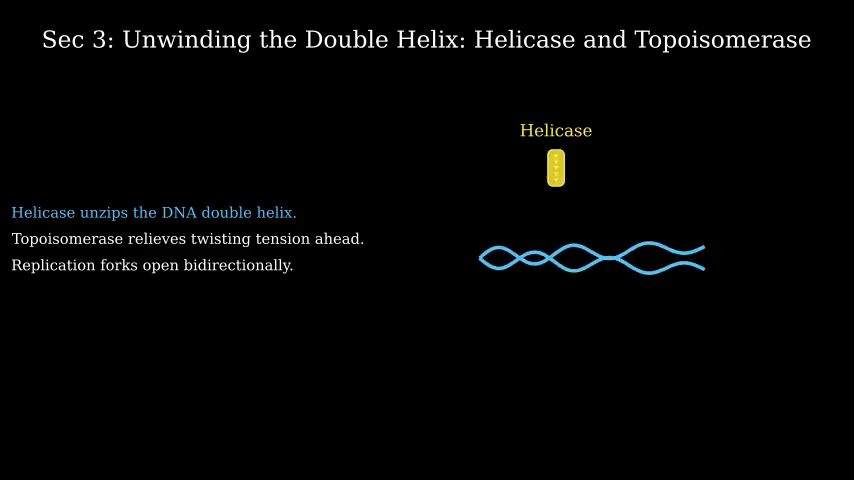 Sec 3: Unwinding the Double Helix: Helicase and Topoisomerase
Helicase
Helicase unzips the DNA double helix.
Topoisomerase relieves twisting tension ahead.
Replication forks open bidirectionally.